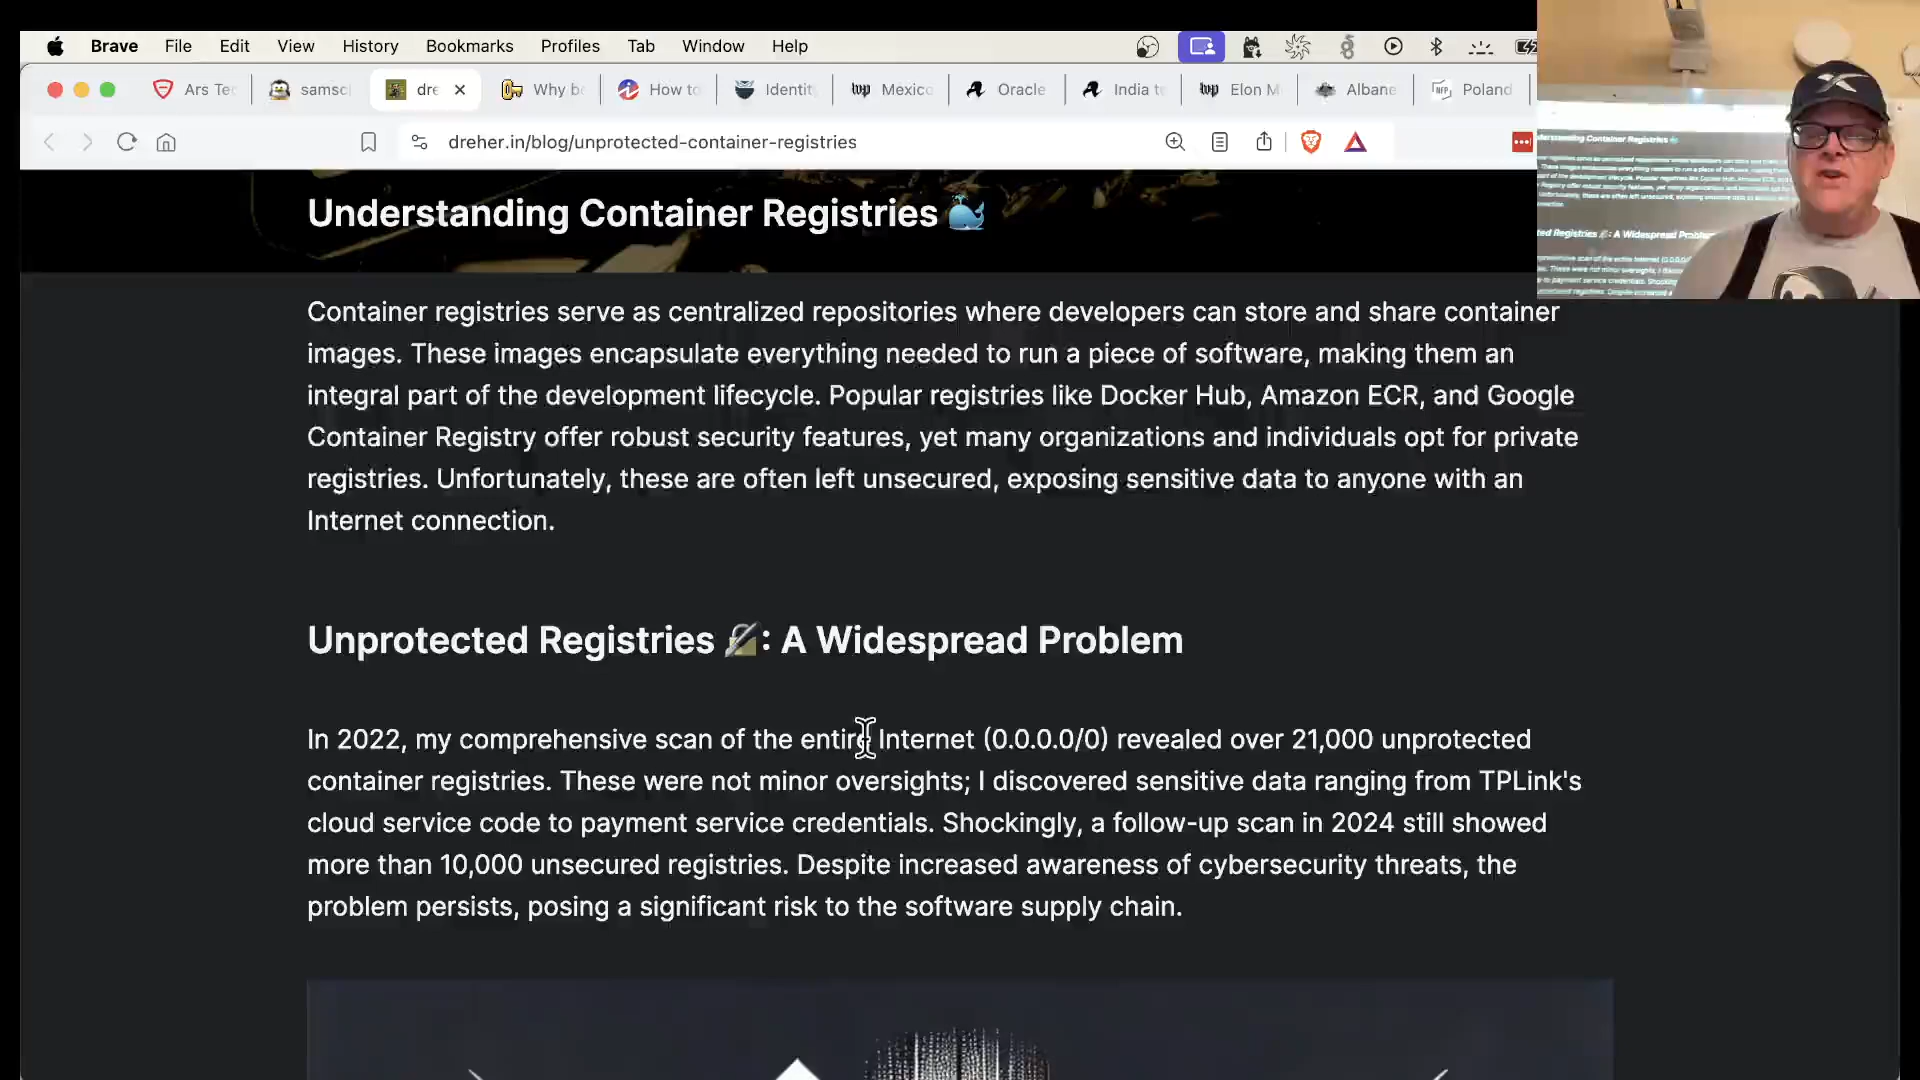 Brave File Edit View History Bookmarks Profiles Tab Window Help
Ars Tec samsc dre Why b How to Identit Mexico Oracle India te Elon M Albane Poland
dreher.in/blog/unprotected-container-registries
Understanding Container Registries
Container registries serve as centralized repositories where developers can store and share container
images. These images encapsulate everything needed to run a piece of software, making them an
integral part of the development lifecycle. Popular registries like Docker Hub, Amazon ECR, and Google
Container Registry offer robust security features, yet many organizations and individuals opt for private
registries. Unfortunately, these are often left unsecured, exposing sensitive data to anyone with an
Internet connection.
Unprotected Registries : A Widespread Problem
In 2022, my comprehensive scan of the entire Internet (0.0.0.0/0) revealed over 21,000 unprotected
container registries. These were not minor oversights; I discovered sensitive data ranging from TPLink's
cloud service code to payment service credentials. Shockingly, a follow-up scan in 2024 still showed
more than 10,000 unsecured registries. Despite increased awareness of cybersecurity threats, the
problem persists, posing a significant risk to the software supply chain.